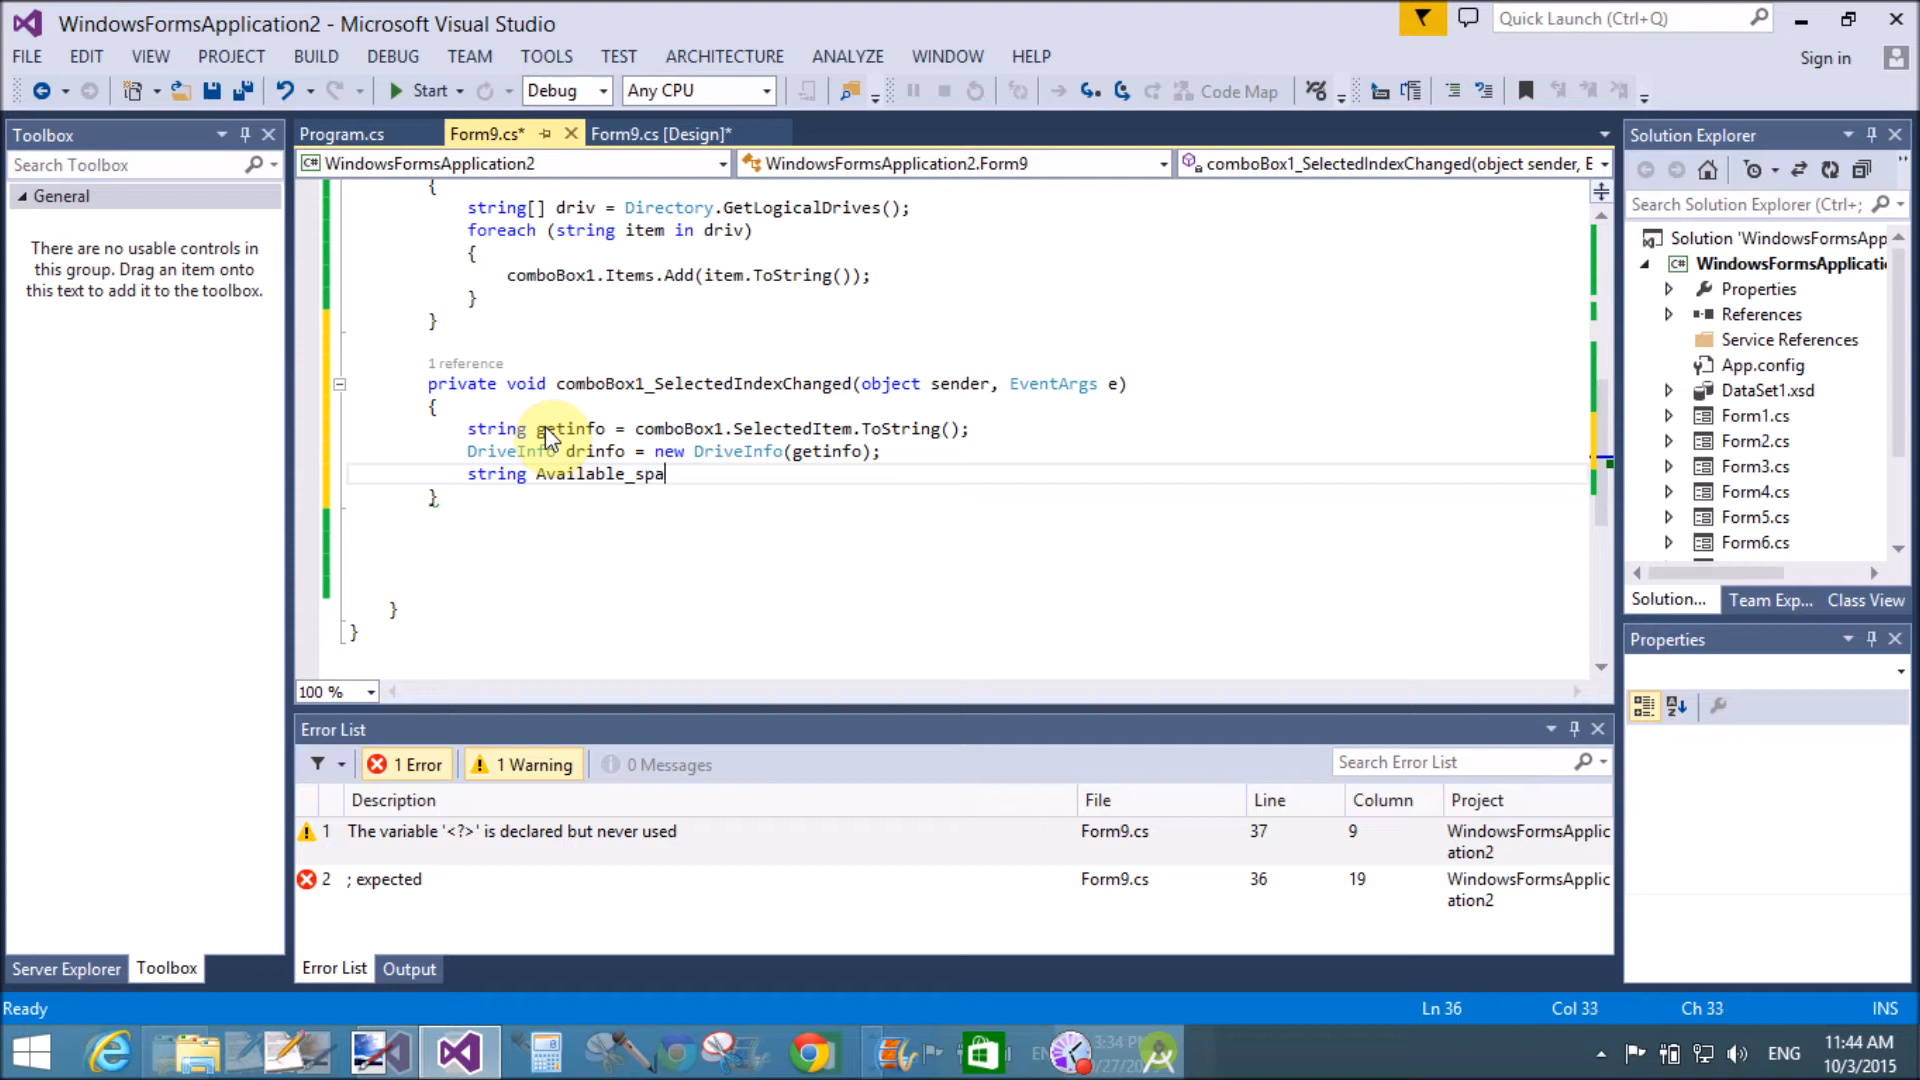 WindowsFormsApplication2 - Microsoft Visual Studio
Quick Launch (Ctrl+Q)
FILE EDIT VIEW PROJECT BUILD DEBUG TEAM TOOLS TEST ARCHITECTURE ANALYZE WINDOW HELP
Sign in
Start Debug Any CPU Code Map
Toolbox
Search Toolbox
General
There are no usable controls in
this group. Drag an item onto
this text to add it to the toolbox.
Server Explorer Toolbox
Program.cs Form9.cs* Form9.cs [Design]*
C# WindowsFormsApplication2 WindowsFormsApplication2.Form9 comboBox1_SelectedIndexChanged(object sender, E
{
string[] driv = Directory.GetLogicalDrives();
foreach (string item in driv)
{
comboBox1.Items.Add(item.ToString());
}
}
1 reference
private void comboBox1_SelectedIndexChanged(object sender, EventArgs e)
{
string getinfo = comboBox1.SelectedItem.ToString();
DriveInfo drinfo = new DriveInfo(getinfo);
string Available_spa
}
}
}
100 %
Error List
1 Error 1 Warning 0 Messages
Search Error List
Description File Line Column Project
1 The variable '<?>' is declared but never used Form9.cs 37 9 WindowsFormsApplic
ation2
2 ; expected Form9.cs 36 19 WindowsFormsApplic
ation2
Error List Output
Solution Explorer
Search Solution Explorer (Ctrl+;
Solution 'WindowsFormsApp
C# WindowsFormsApplicati
Properties
References
Service References
App.config
DataSet1.xsd
Form1.cs
Form2.cs
Form3.cs
Form4.cs
Form5.cs
Form6.cs
Solution... Team Exp... Class View
Properties
Ready Ln 36 Col 33 Ch 33 INS
ENG
11:44 AM
10/3/2015